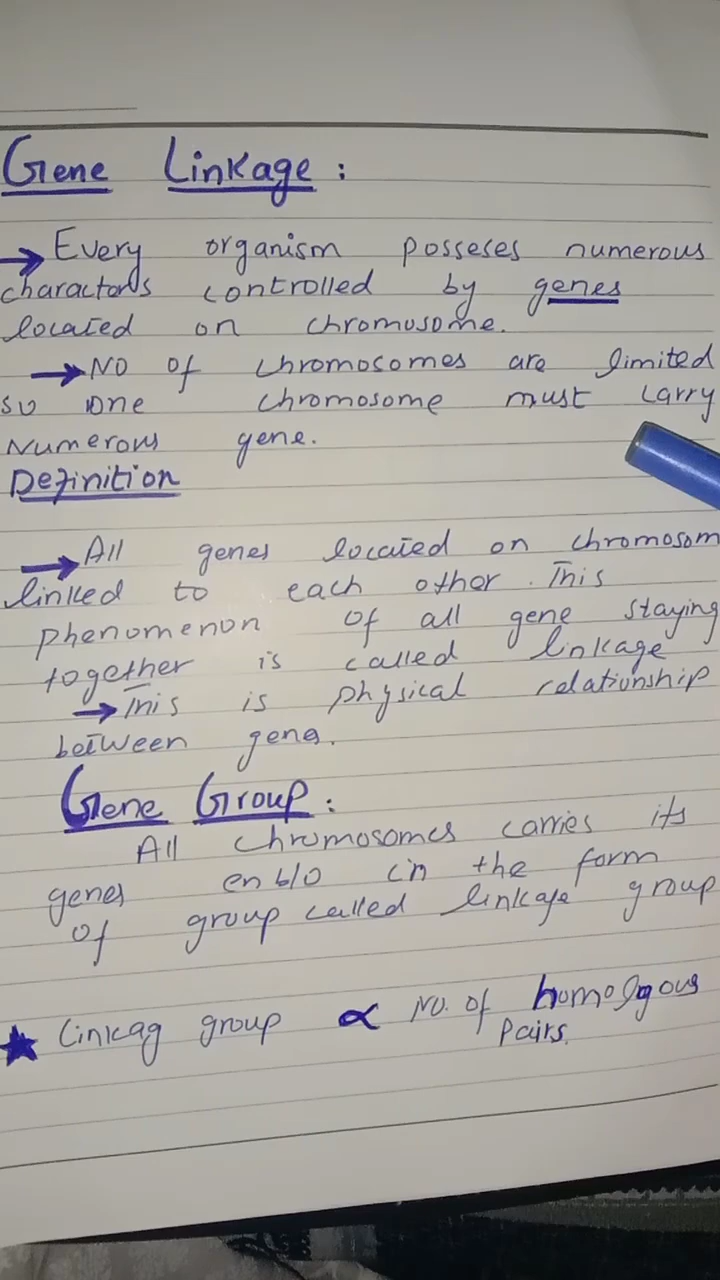 Gene Linkage:
→ Every organism posseses numerous
charactors controlled by genes
located on chromosome.
→ No of chromosomes are limited
so one chromosome must carry
numerous gene.
Definition
→ All genes located on chromosom
linked to each other. This
phenomenon of all gene staying
together is called linkage
→ This is physical relationship
between gene.
Gene Group:
All chromosomes carries its
genes enblo in the form
of group called linkage group
★ Linkag group ∝ No. of homolgous
pairs.